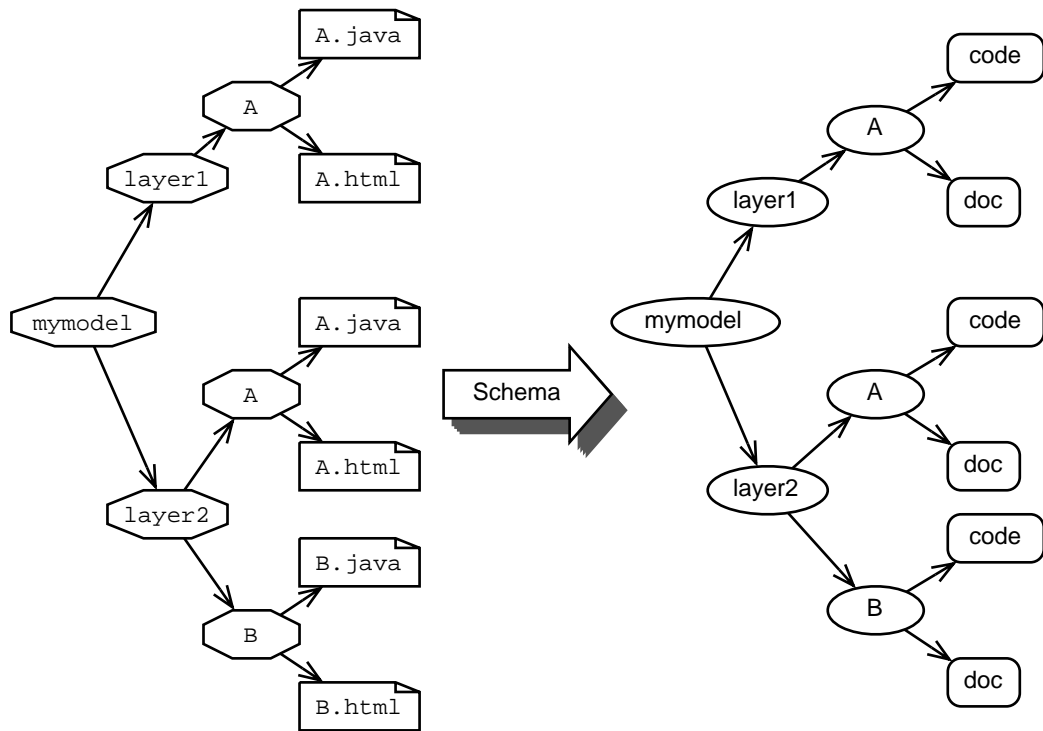 A.java
A
A.html
layer1
mymodel
A.java
A
A.html
layer2
B.java
B
B.html
Schema
code
A
doc
layer1
mymodel
code
A
doc
layer2
code
B
doc